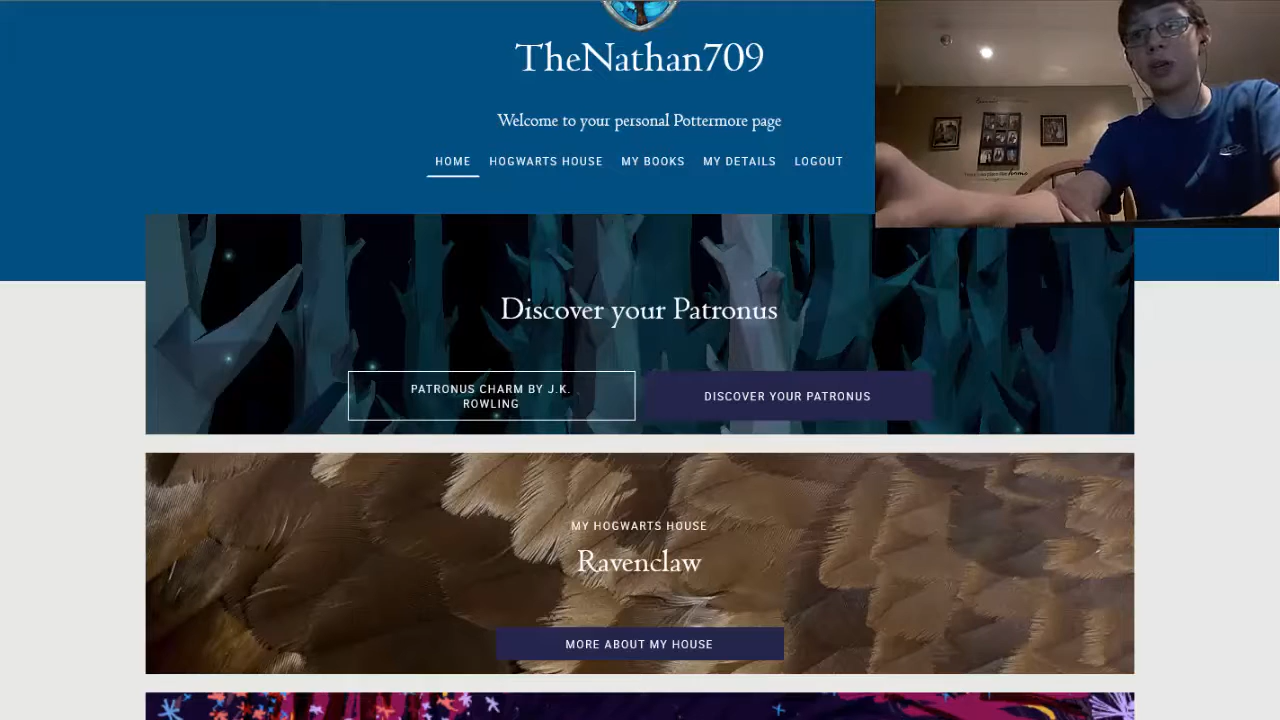 TheNathan709
Welcome to your personal Pottermore page
HOME HOGWARTS HOUSE MY BOOKS MY DETAILS LOGOUT
Discover your Patronus
PATRONUS CHARM BY J.K.
ROWLING
DISCOVER YOUR PATRONUS
MY HOGWARTS HOUSE
Ravenclaw
MORE ABOUT MY HOUSE
home